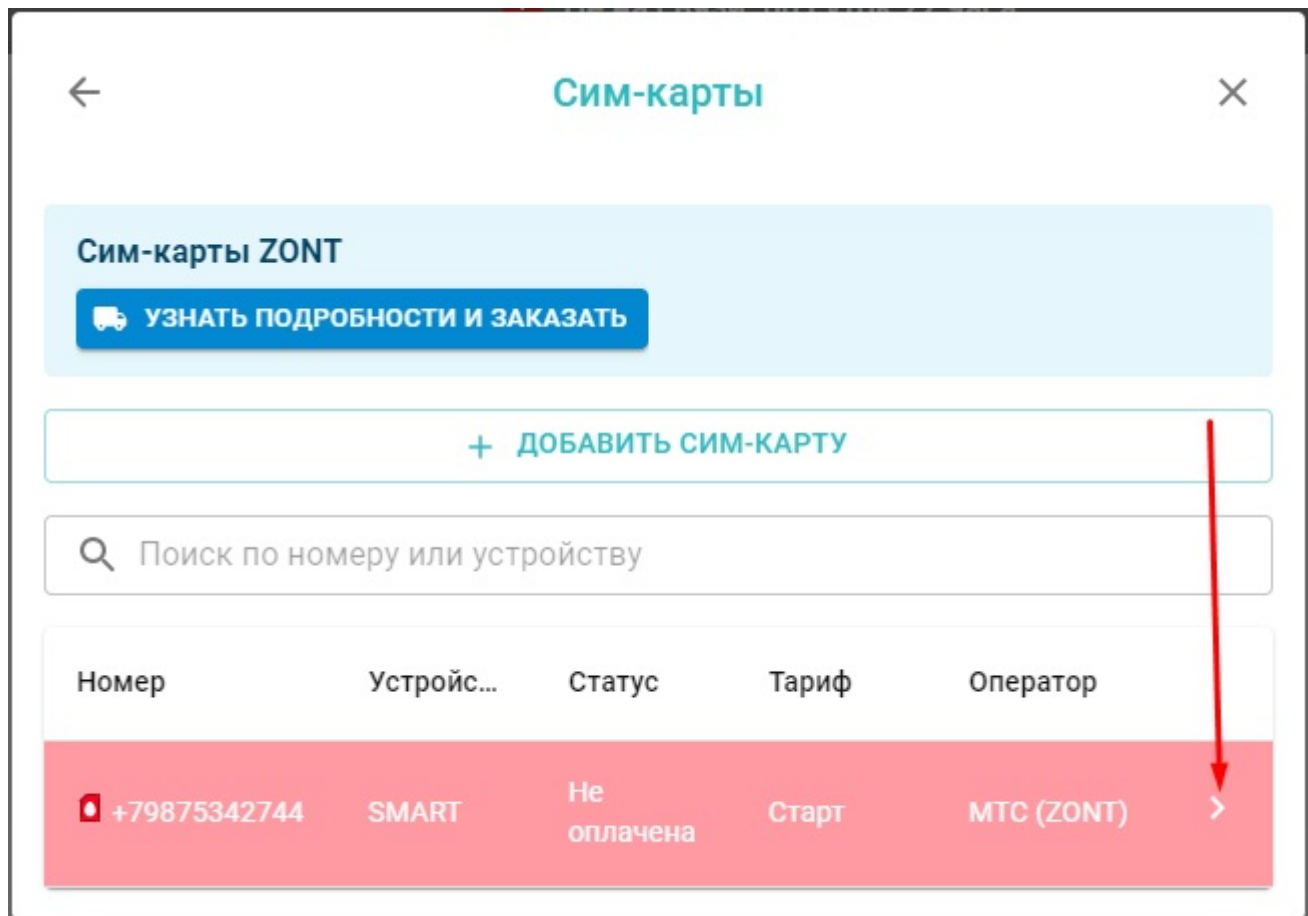 Сим-карты
Сим-карты ZONT
УЗНАТЬ ПОДРОБНОСТИ И ЗАКАЗАТЬ
+ ДОБАВИТЬ СИМ-КАРТУ
Поиск по номеру или устройству
Номер Устройс... Статус Тариф Оператор
+79875342744 SMART Не оплачена Старт МТС (ZONT)